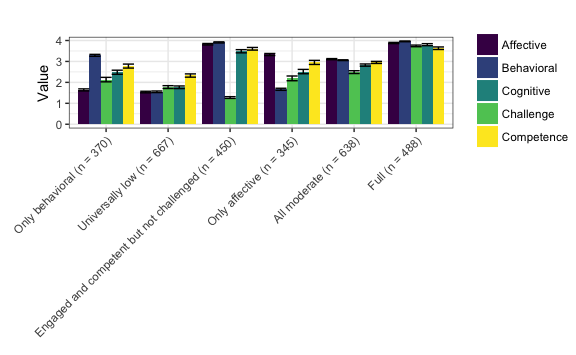 Value
4
3
2
1
0
Only behavioral (n = 370)
Universally low (n = 667)
Engaged and competent but not challenged (n = 450)
Only affective (n = 345)
All moderate (n = 638)
Full (n = 488)
Affective
Behavioral
Cognitive
Challenge
Competence